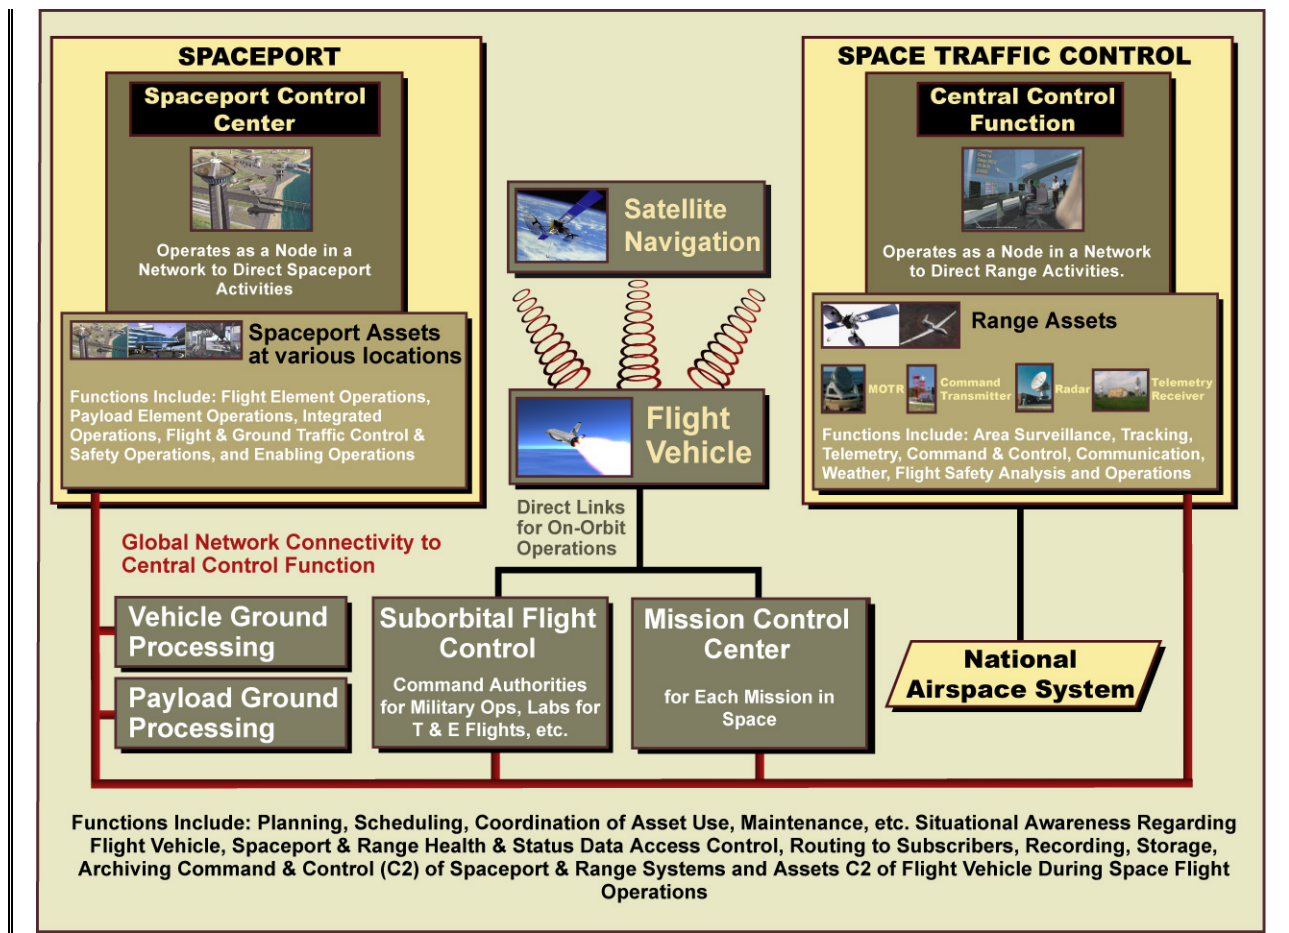 SPACEPORT
Spaceport Control
Center
Operates as a Node in a
Network to Direct Spaceport
Activities
Spaceport Assets
at various locations
Functions Include: Flight Element Operations,
Payload Element Operations, Integrated
Operations, Flight & Ground Traffic Control &
Safety Operations, and Enabling Operations
Satellite
Navigation
Flight
Vehicle
Direct Links
for On-Orbit
Operations
SPACE TRAFFIC CONTROL
Central Control
Function
Operates as a Node in a Network
to Direct Range Activities.
Range Assets
MOTR
Command
Transmitter
Radar
Telemetry
Receiver
Functions Include: Area Surveillance, Tracking,
Telemetry, Command & Control, Communication,
Weather, Flight Safety Analysis and Operations
Global Network Connectivity to
Central Control Function
Vehicle Ground
Processing
Payload Ground
Processing
Suborbital Flight
Control
Command Authorities
for Military Ops, Labs for
T & E Flights, etc.
Mission Control
Center
for Each Mission in
Space
National
Airspace System
Functions Include: Planning, Scheduling, Coordination of Asset Use, Maintenance, etc. Situational Awareness Regarding
Flight Vehicle, Spaceport & Range Health & Status Data Access Control, Routing to Subscribers, Recording, Storage,
Archiving Command & Control (C2) of Spaceport & Range Systems and Assets C2 of Flight Vehicle During Space Flight
Operations